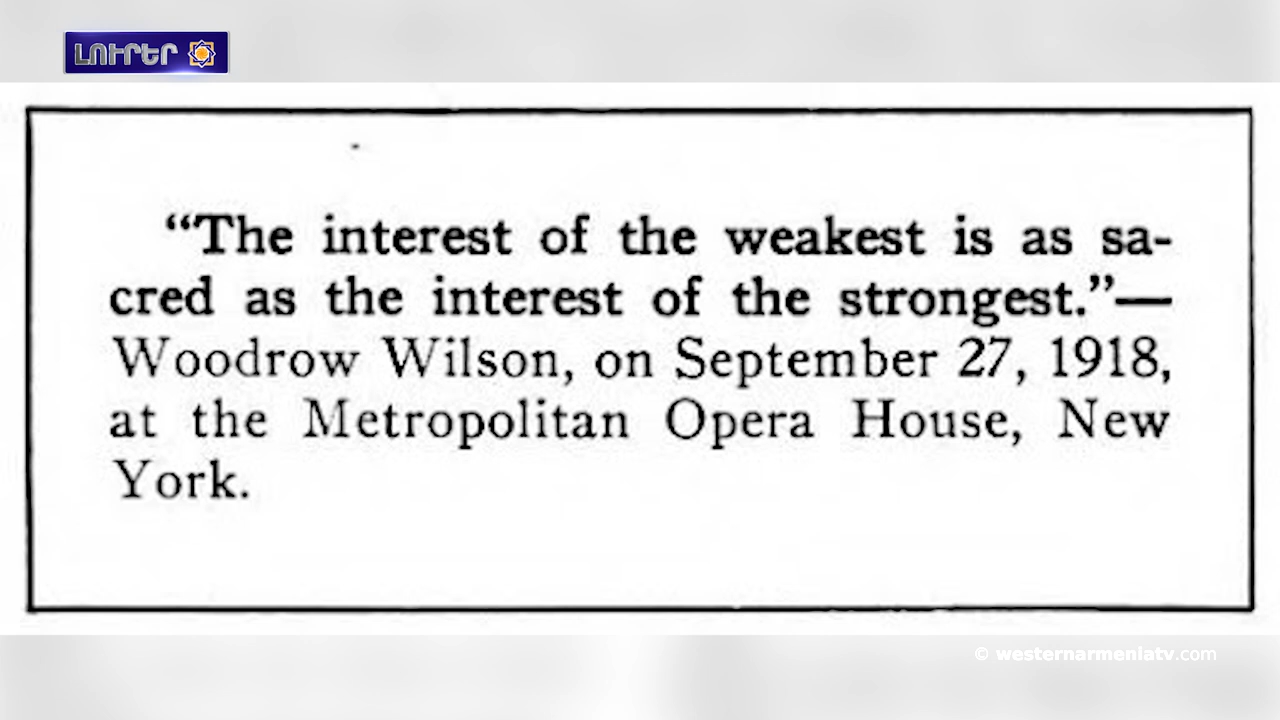 ԼՈՒՐԵՐ
“The interest of the weakest is as sa-
cred as the interest of the strongest.”—
Woodrow Wilson, on September 27, 1918,
at the Metropolitan Opera House, New
York.
© westernarmeniatv.com